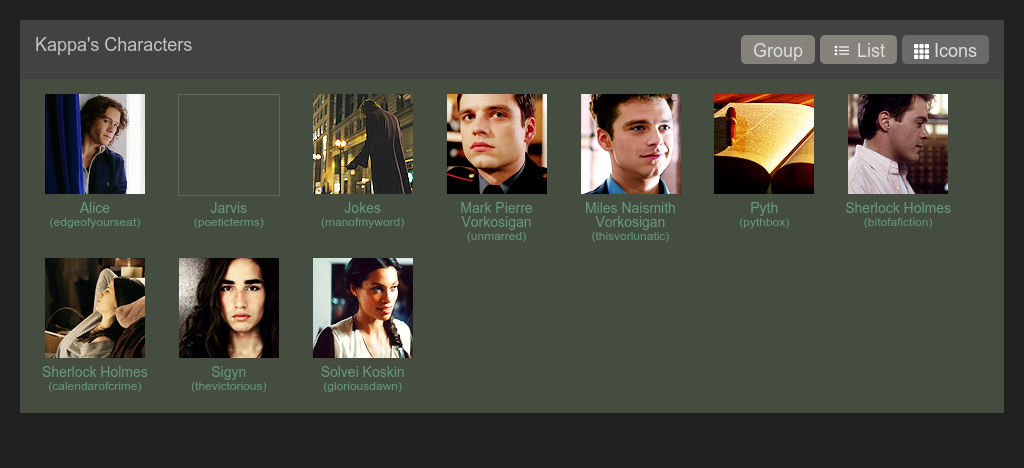 Kappa's Characters
Group
List
Icons
Alice
(edgeofyourseat)
Jarvis
(poeticterms)
Jokes
(manofmyword)
Mark Pierre
Vorkosigan
(unmarred)
Miles Naismith
Vorkosigan
(thisvorlunatic)
Pyth
(pythbox)
Sherlock Holmes
(bitofafiction)
Sherlock Holmes
(calendarofcrime)
Sigyn
(thevictorious)
Solvei Koskin
(gloriousdawn)